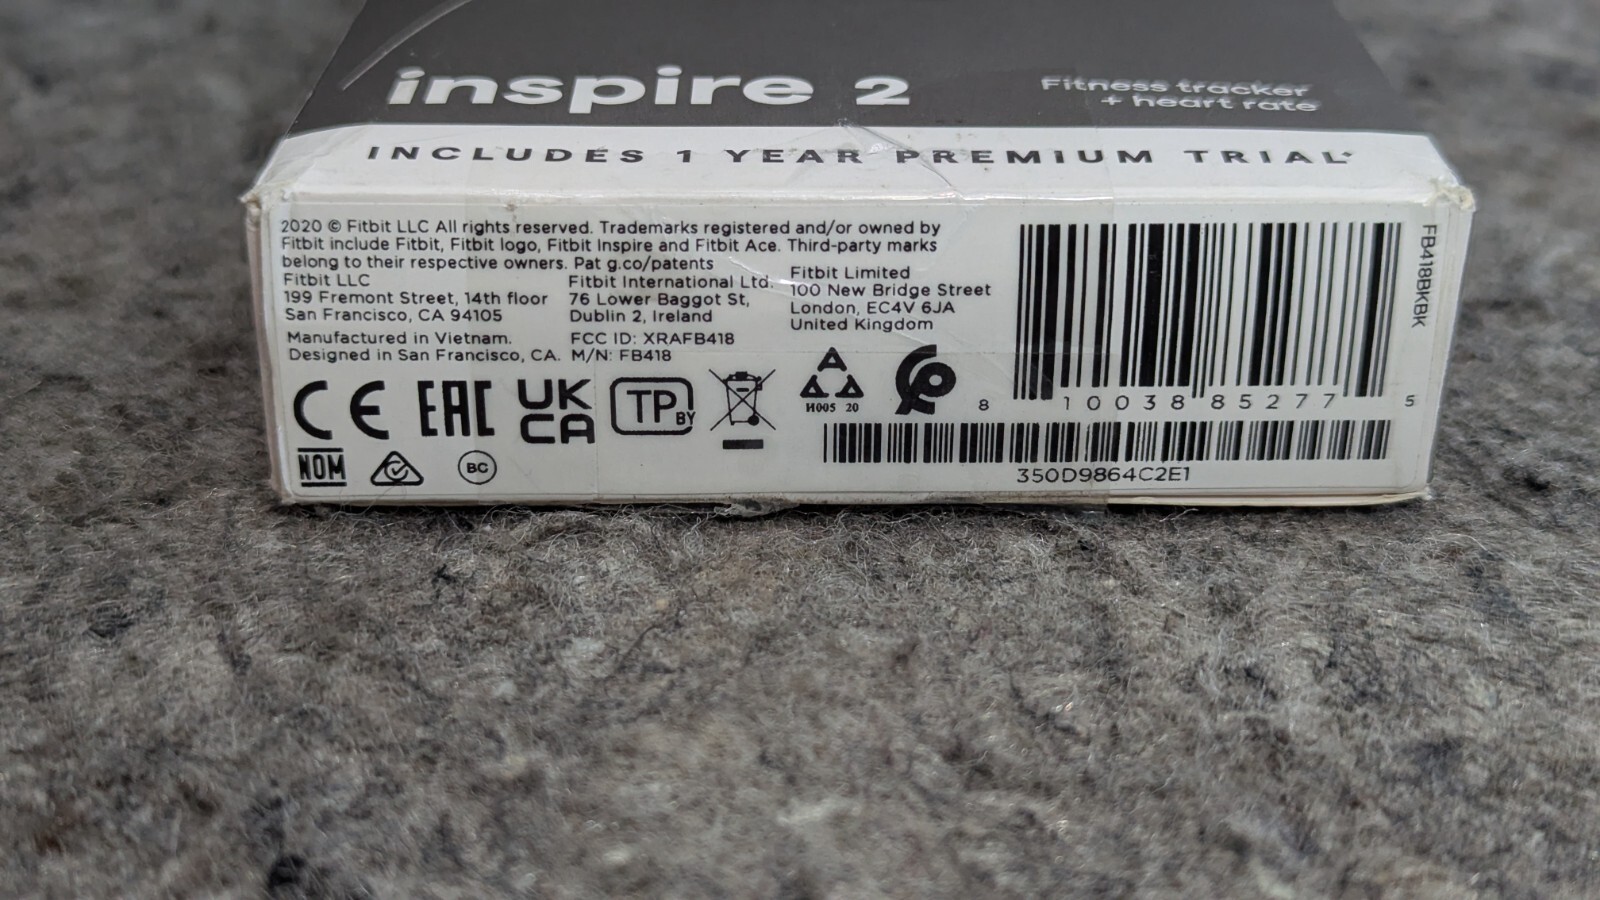 inspire 2
Fitness tracker
+ heart rate
INCLUDES 1 YEAR PREMIUM TRIAL*
2020 © Fitbit LLC All rights reserved. Trademarks registered and/or owned by
Fitbit include Fitbit, Fitbit logo, Fitbit Inspire and Fitbit Ace. Third-party marks
belong to their respective owners. Pat g.co/patents
Fitbit LLC
199 Fremont Street, 14th floor
San Francisco, CA 94105
Manufactured in Vietnam.
Designed in San Francisco, CA.
Fitbit International Ltd.
76 Lower Baggot St,
Dublin 2, Ireland
FCC ID: XRAFB418
M/N: FB418
Fitbit Limited
100 New Bridge Street
London, EC4V 6JA
United Kingdom
FB418BKBK
8 10038 85277 5
350D9864C2E1
CE EAC UK
CA
TP BY
A
H005 20
NOM
BC